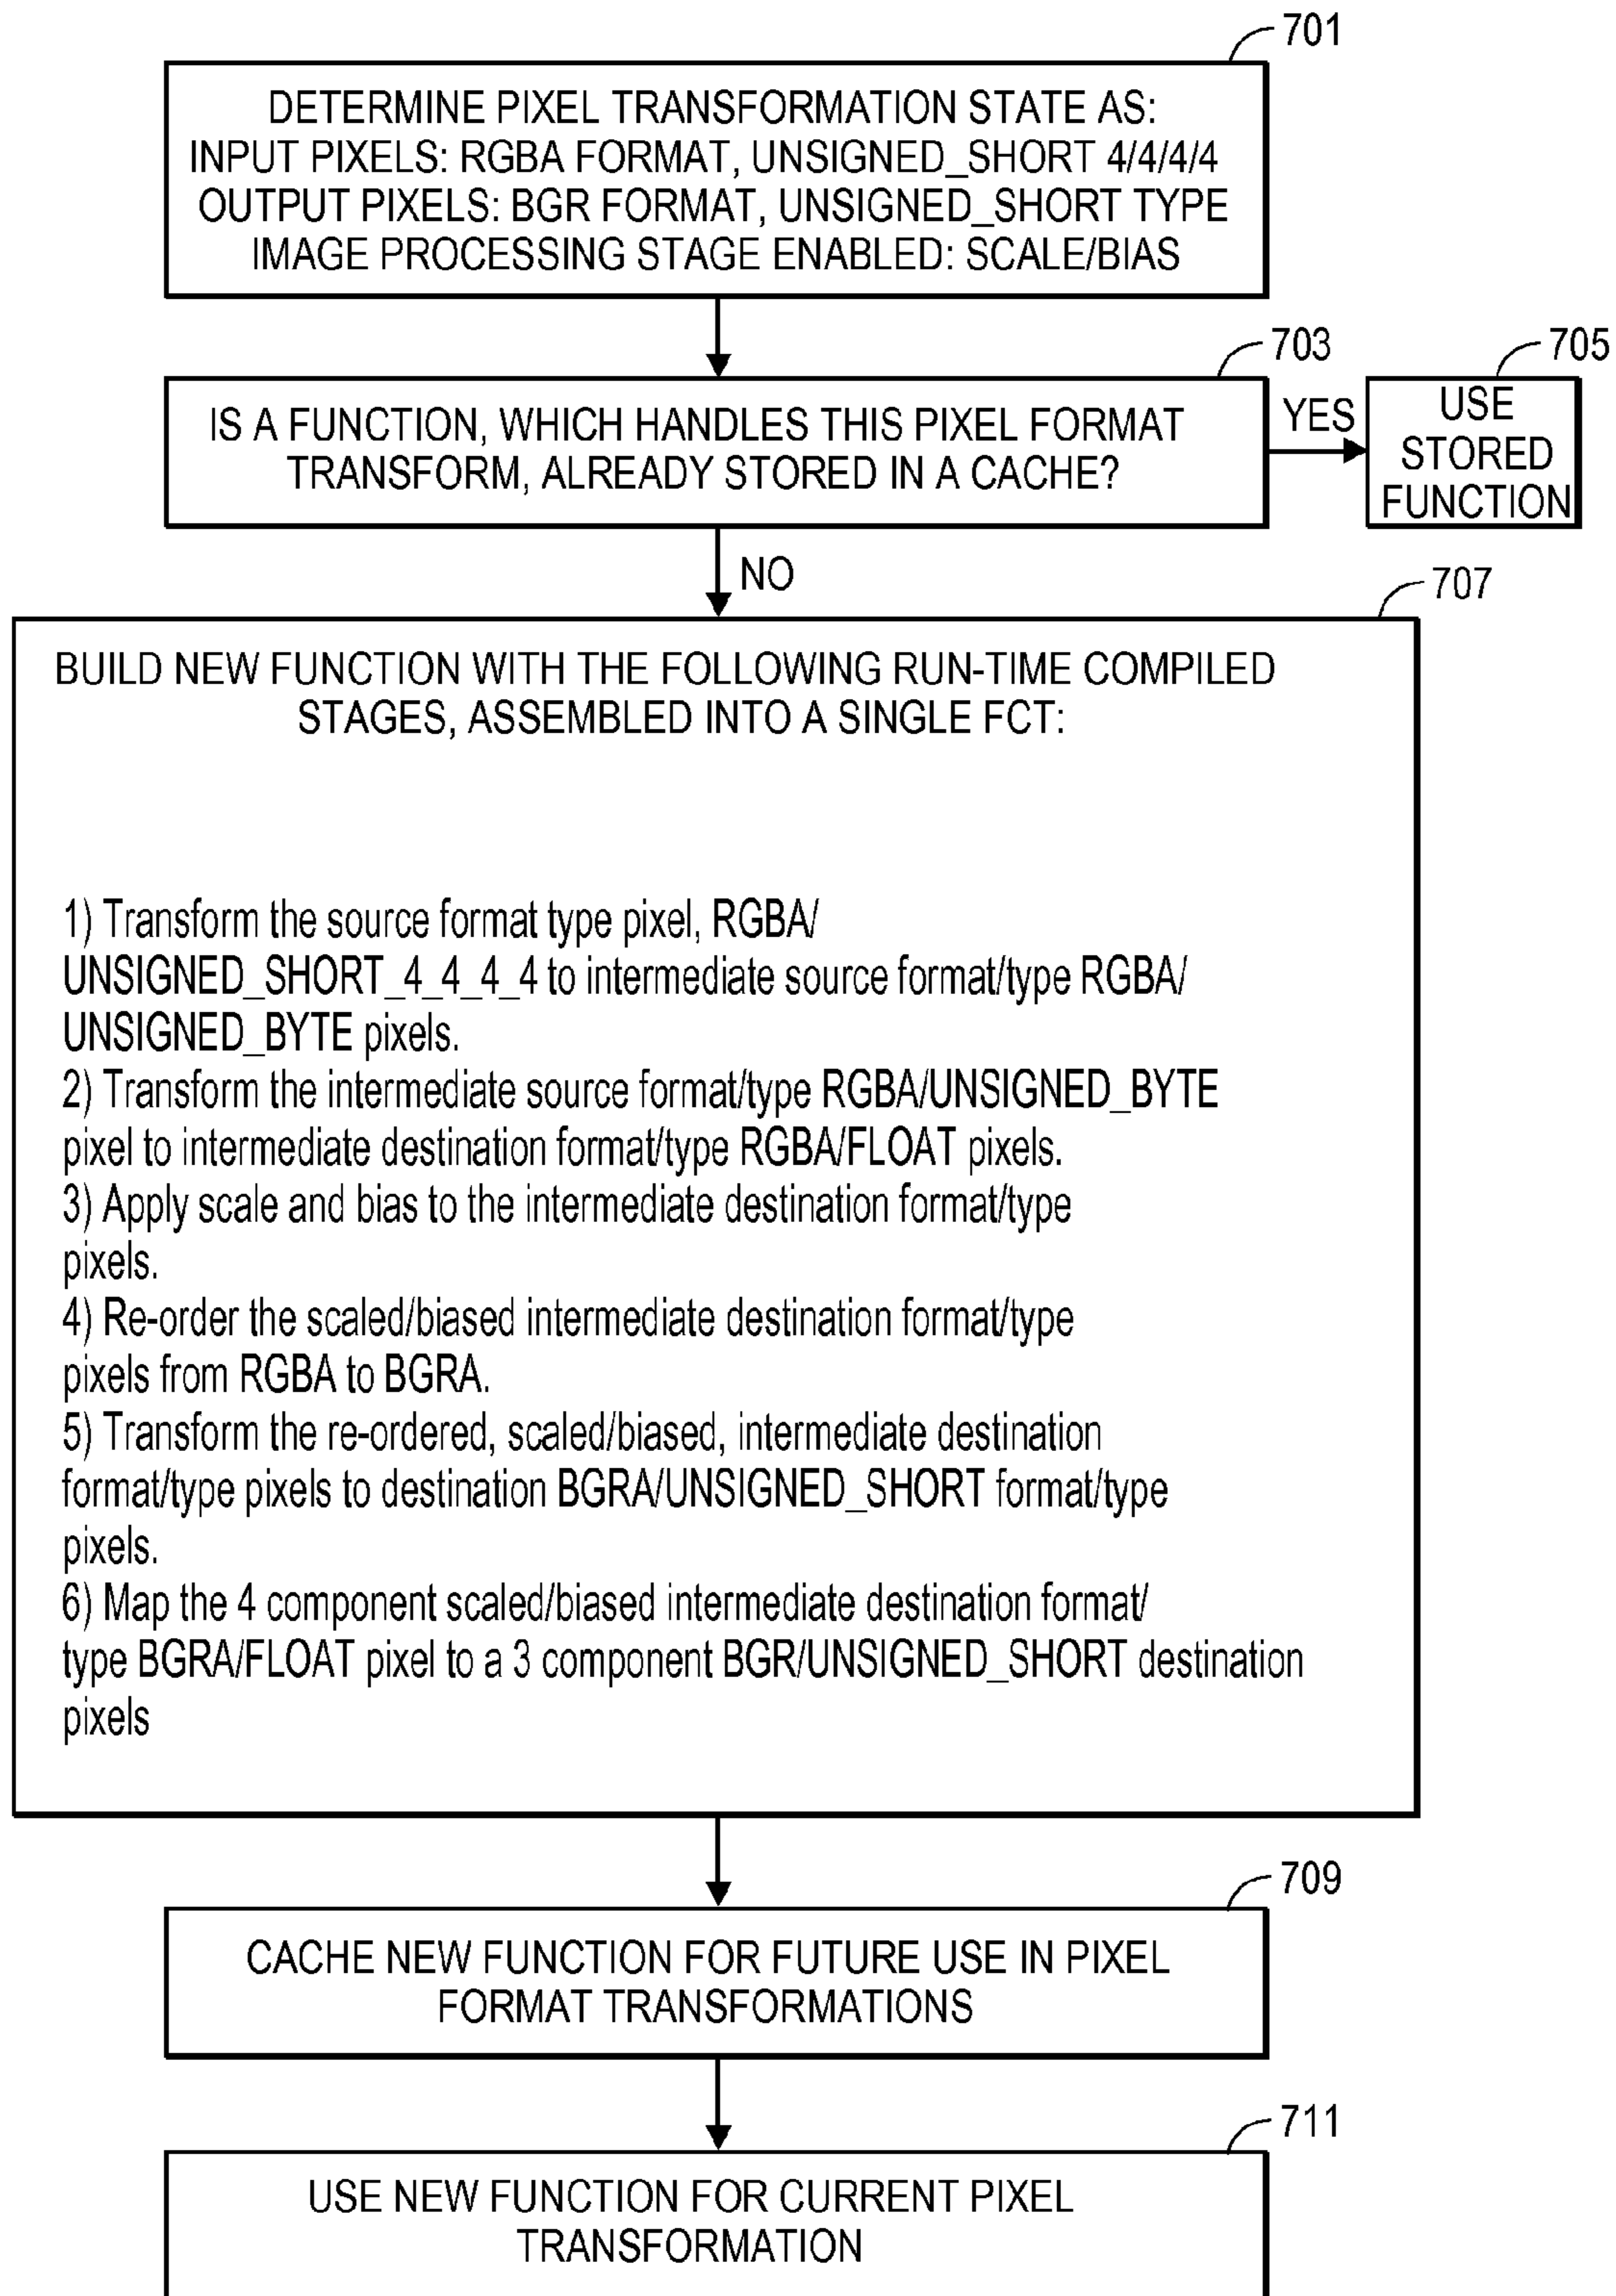 701
DETERMINE PIXEL TRANSFORMATION STATE AS:
INPUT PIXELS: RGBA FORMAT, UNSIGNED_SHORT 4/4/4/4
OUTPUT PIXELS: BGR FORMAT, UNSIGNED_SHORT TYPE
IMAGE PROCESSING STAGE ENABLED: SCALE/BIAS
703
IS A FUNCTION, WHICH HANDLES THIS PIXEL FORMAT
TRANSFORM, ALREADY STORED IN A CACHE?
YES
705
USE
STORED
FUNCTION
NO
707
BUILD NEW FUNCTION WITH THE FOLLOWING RUN-TIME COMPILED
STAGES, ASSEMBLED INTO A SINGLE FCT:
1) Transform the source format type pixel, RGBA/
UNSIGNED_SHORT_4_4_4_4 to intermediate source format/type RGBA/
UNSIGNED_BYTE pixels.
2) Transform the intermediate source format/type RGBA/UNSIGNED_BYTE
pixel to intermediate destination format/type RGBA/FLOAT pixels.
3) Apply scale and bias to the intermediate destination format/type
pixels.
4) Re-order the scaled/biased intermediate destination format/type
pixels from RGBA to BGRA.
5) Transform the re-ordered, scaled/biased, intermediate destination
format/type pixels to destination BGRA/UNSIGNED_SHORT format/type
pixels.
6) Map the 4 component scaled/biased intermediate destination format/
type BGRA/FLOAT pixel to a 3 component BGR/UNSIGNED_SHORT destination
pixels
709
CACHE NEW FUNCTION FOR FUTURE USE IN PIXEL
FORMAT TRANSFORMATIONS
711
USE NEW FUNCTION FOR CURRENT PIXEL
TRANSFORMATION